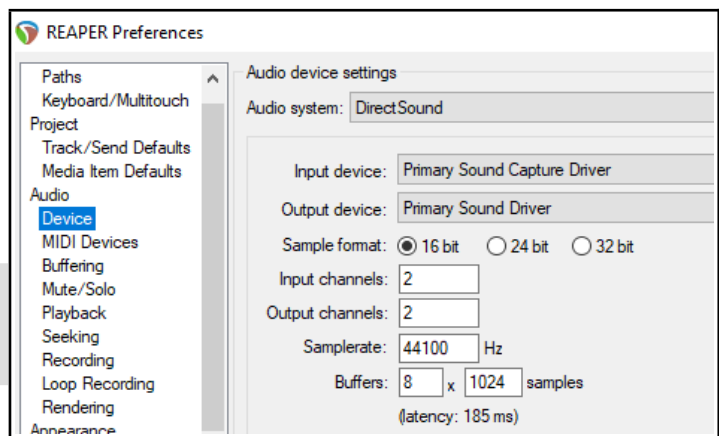 REAPER Preferences
Paths
Keyboard/Multitouch
Project
Track/Send Defaults
Media Item Defaults
Audio
Device
MIDI Devices
Buffering
Mute/Solo
Playback
Seeking
Recording
Loop Recording
Rendering
Appearance
Audio device settings
Audio system: DirectSound
Input device: Primary Sound Capture Driver
Output device: Primary Sound Driver
Sample format: 16 bit 24 bit 32 bit
Input channels: 2
Output channels: 2
Samplerate: 44100 Hz
Buffers: 8 x 1024 samples
(latency: 185 ms)